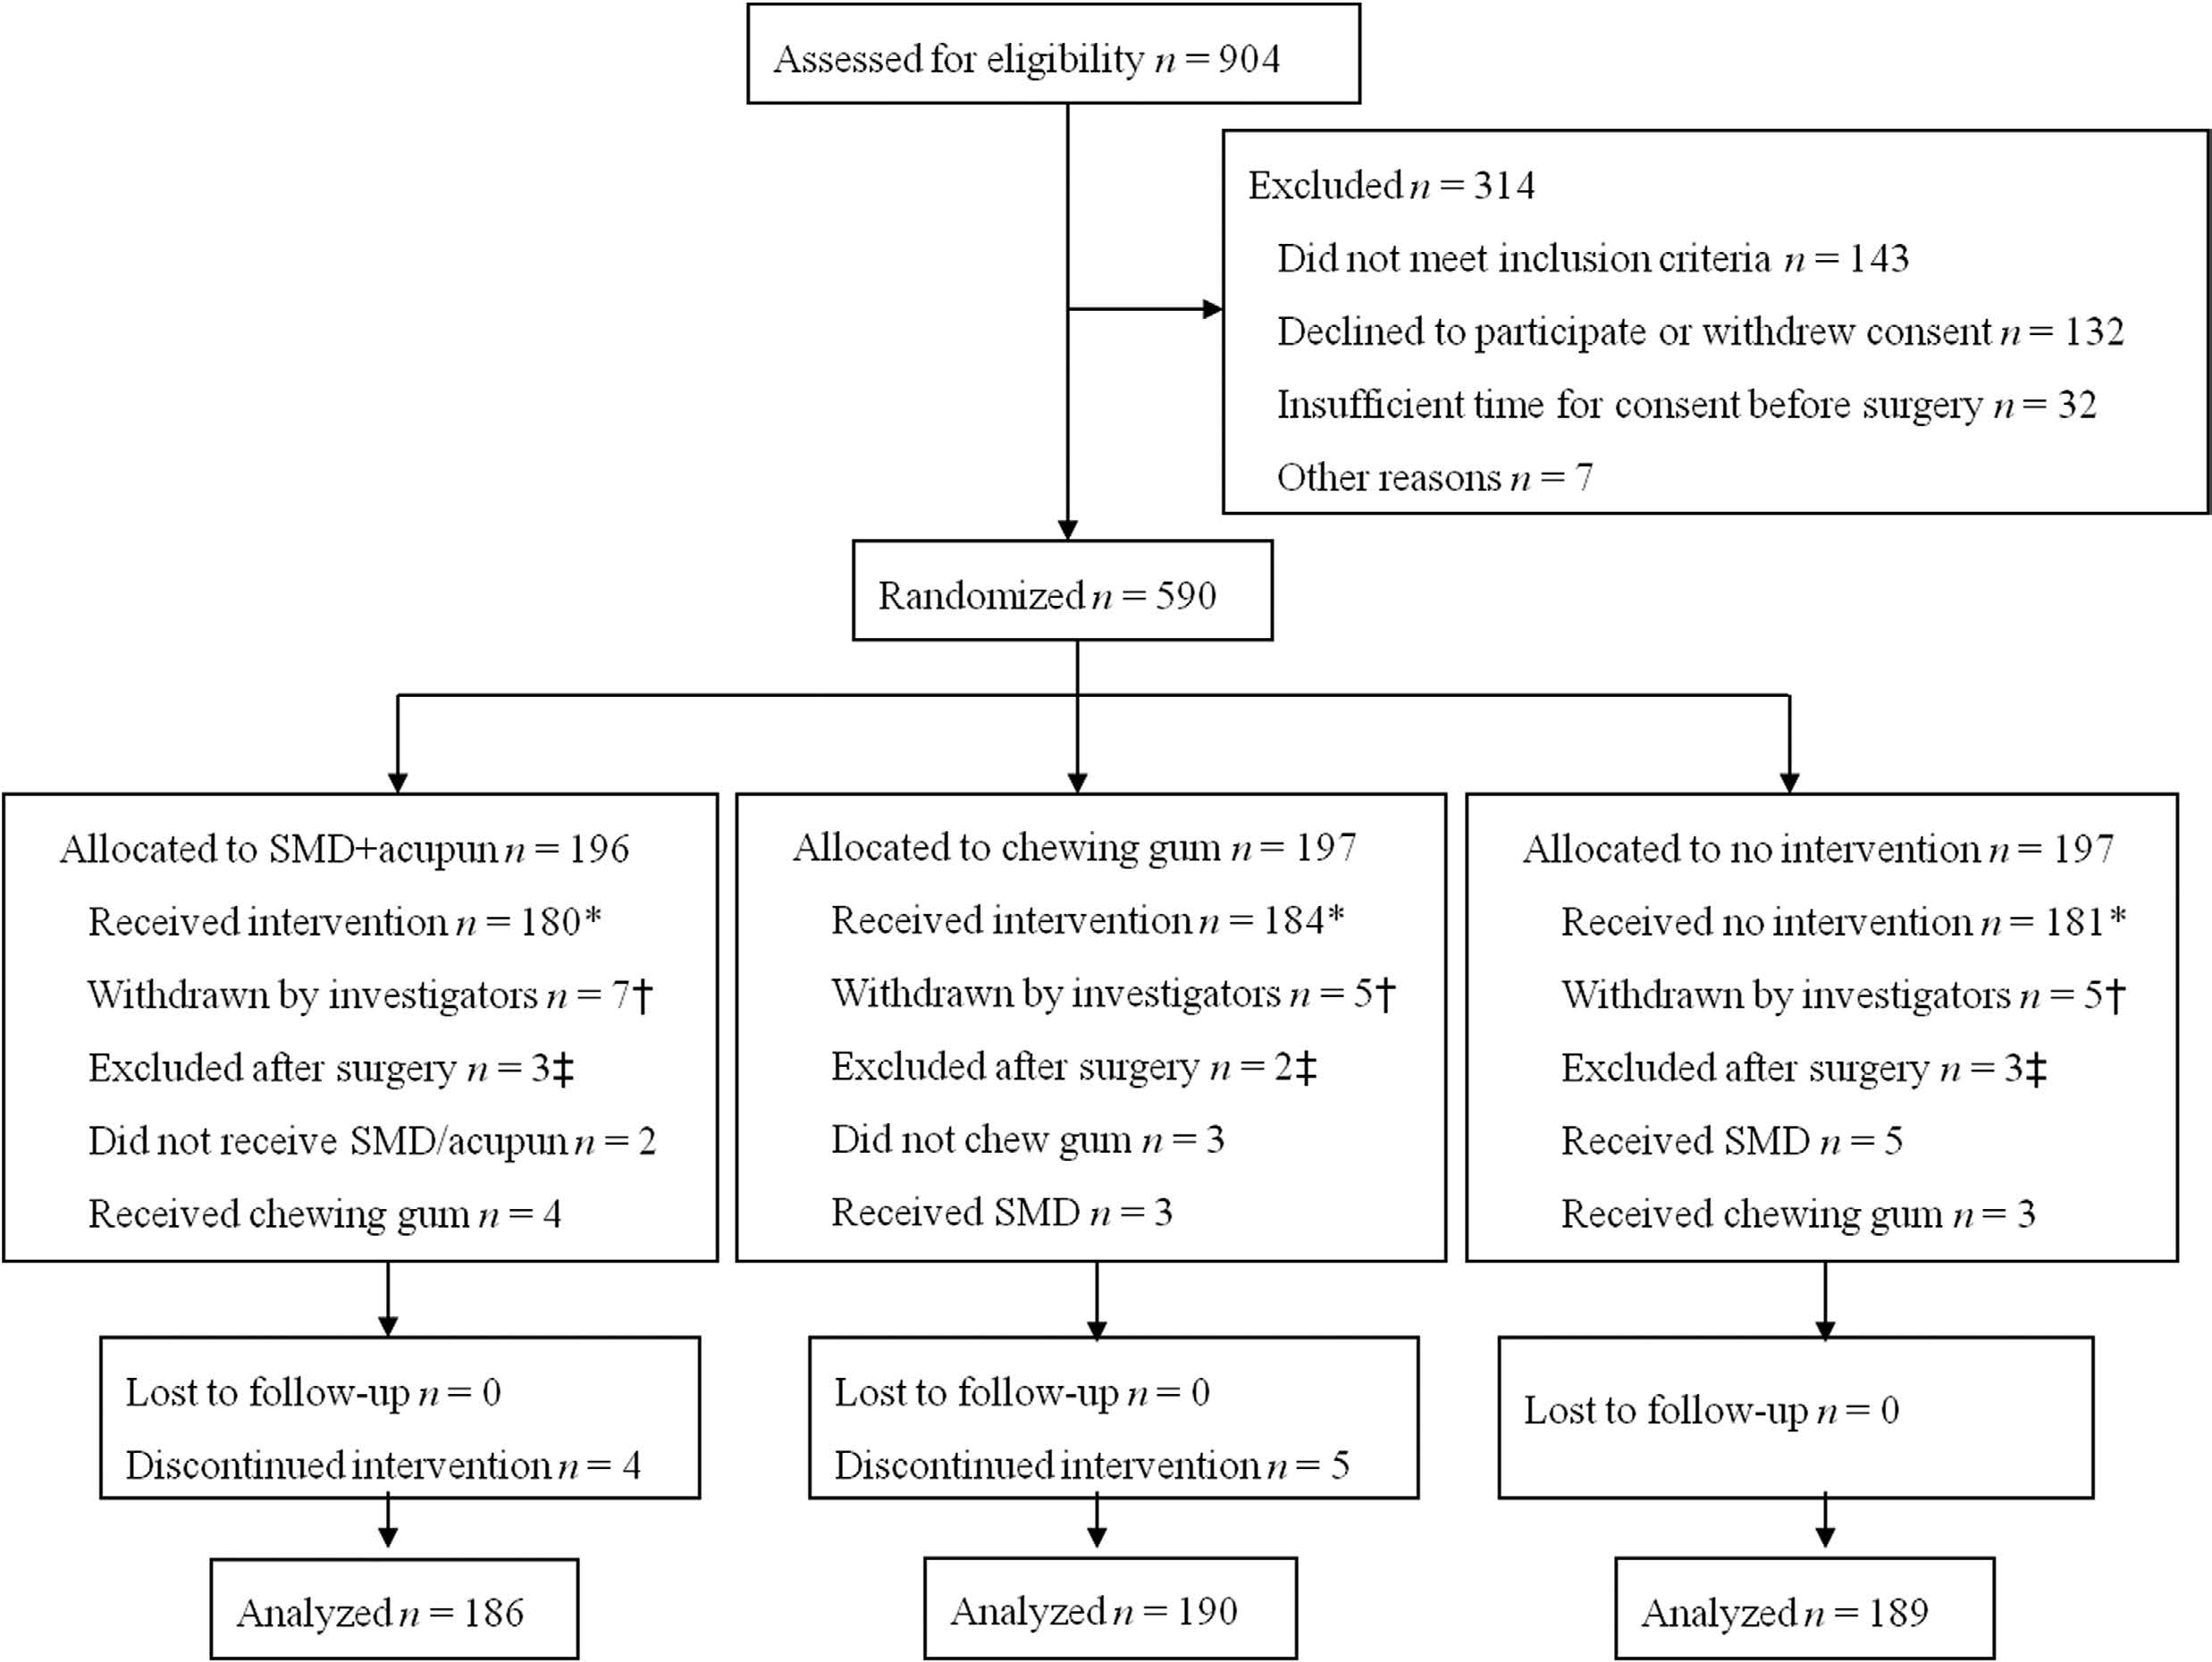 Assessed for eligibility n = 904
Excluded n = 314
Did not meet inclusion criteria n = 143
Declined to participate or withdrew consent n = 132
Insufficient time for consent before surgery n = 32
Other reasons n = 7
Randomized n = 590
Allocated to SMD+acupun n = 196
Received intervention n = 180*
Withdrawn by investigators n = 7†
Excluded after surgery n = 3‡
Did not receive SMD/acupun n = 2
Received chewing gum n = 4
Allocated to chewing gum n = 197
Received intervention n = 184*
Withdrawn by investigators n = 5†
Excluded after surgery n = 2‡
Did not chew gum n = 3
Received SMD n = 3
Allocated to no intervention n = 197
Received no intervention n = 181*
Withdrawn by investigators n = 5†
Excluded after surgery n = 3‡
Received SMD n = 5
Received chewing gum n = 3
Lost to follow-up n = 0
Discontinued intervention n = 4
Lost to follow-up n = 0
Discontinued intervention n = 5
Lost to follow-up n = 0
Analyzed n = 186
Analyzed n = 190
Analyzed n = 189